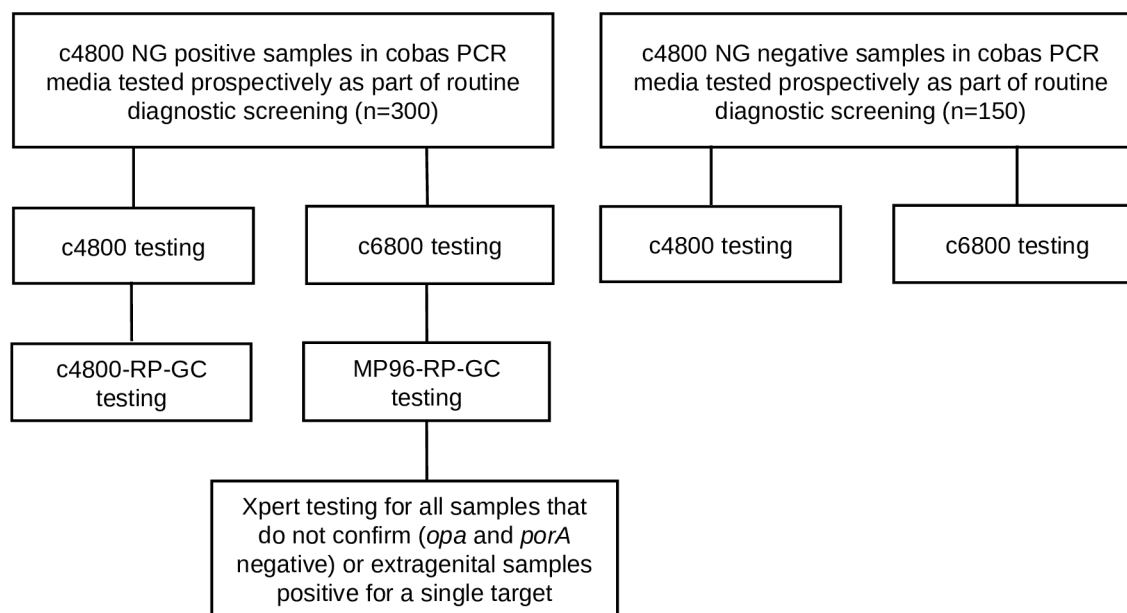 c4800 NG positive samples in cobas PCR
media tested prospectively as part of routine
diagnostic screening (n=300)
c4800 NG negative samples in cobas PCR
media tested prospectively as part of routine
diagnostic screening (n=150)
c4800 testing
c6800 testing
c4800 testing
c6800 testing
c4800-RP-GC
testing
MP96-RP-GC
testing
Xpert testing for all samples that
do not confirm (opa and porA
negative) or extragenital samples
positive for a single target